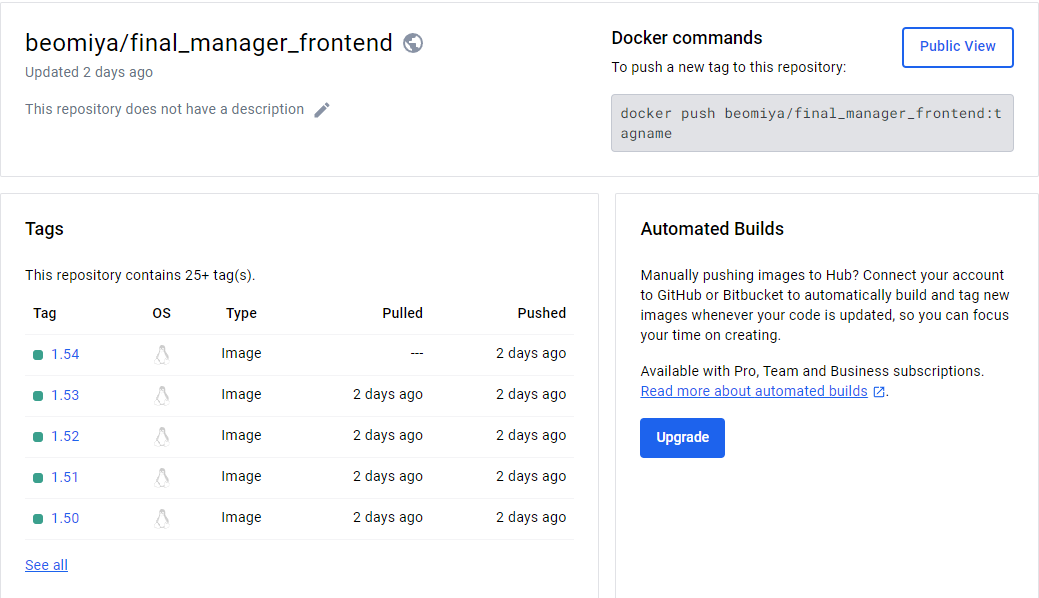 beomiya/final_manager_frontend
Updated 2 days ago
This repository does not have a description
Docker commands
To push a new tag to this repository:
Public View
docker push beomiya/final_manager_frontend:t
agname
Tags
This repository contains 25+ tag(s).
Tag OS Type Pulled Pushed
1.54 Image --- 2 days ago
1.53 Image 2 days ago 2 days ago
1.52 Image 2 days ago 2 days ago
1.51 Image 2 days ago 2 days ago
1.50 Image 2 days ago 2 days ago
See all
Automated Builds
Manually pushing images to Hub? Connect your account
to GitHub or Bitbucket to automatically build and tag new
images whenever your code is updated, so you can focus
your time on creating.
Available with Pro, Team and Business subscriptions.
Read more about automated builds .
Upgrade